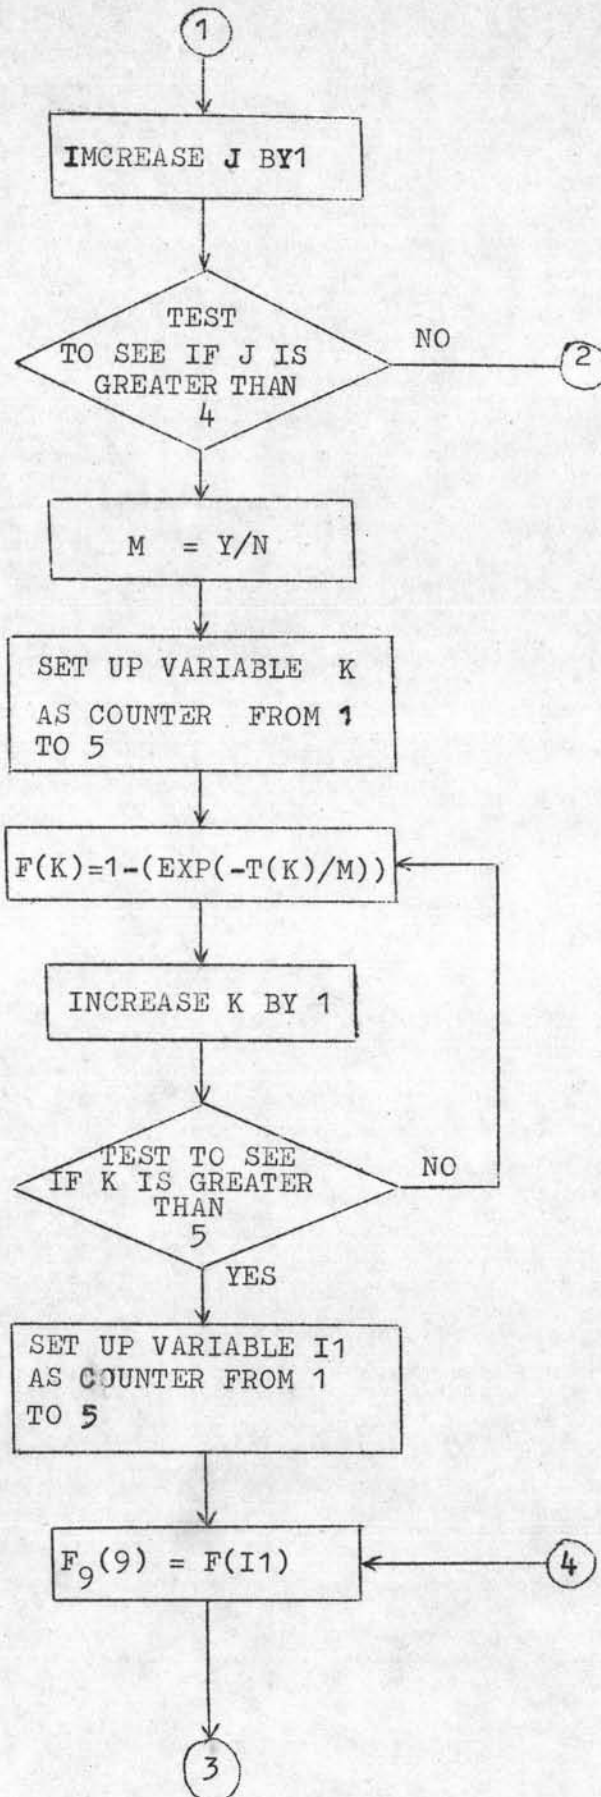 1
IMCREASE J BY1
TEST
TO SEE IF J IS
GREATER THAN
4
NO
2
M = Y/N
SET UP VARIABLE K
AS COUNTER FROM 1
TO 5
F(K)=1-(EXP(-T(K)/M))
INCREASE K BY 1
TEST TO SEE
IF K IS GREATER
THAN
5
NO
YES
SET UP VARIABLE I1
AS COUNTER FROM 1
TO 5
F9(9) = F(I1)
4
3